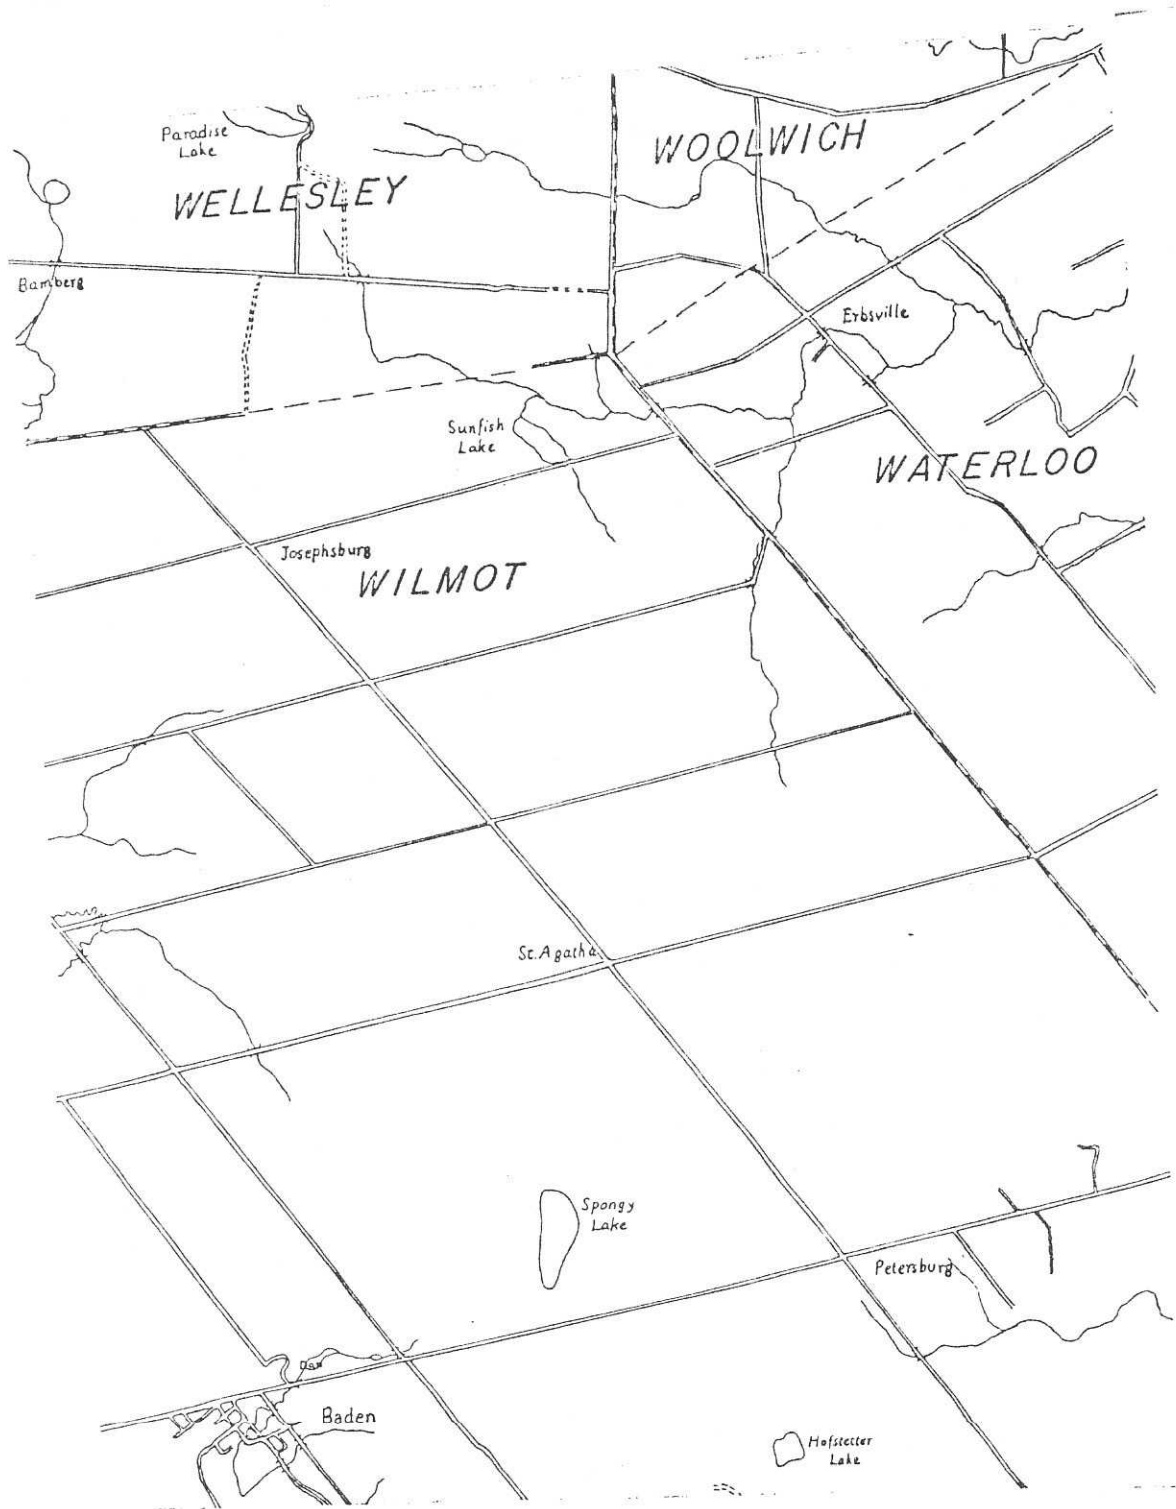 Paradise
Lake
WOOLWICH
WELLESLEY
Bamberg
Erbsville
Sunfish
Lake
WATERLOO
Josephsburg
WILMOT
St. Agatha
Spongy
Lake
Petersburg
Dam
Baden
Hofstetter
Lake